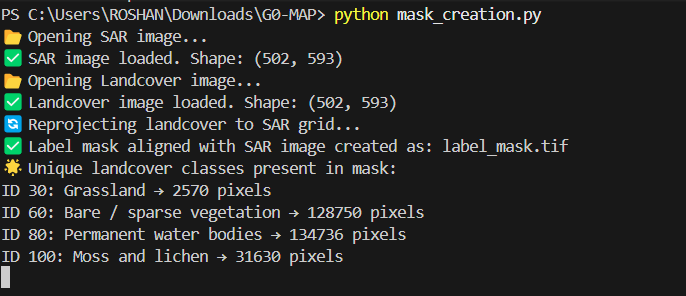 PS C:\Users\ROSHAN\Downloads\G0-MAP> python mask_creation.py
📂 Opening SAR image...
✅ SAR image loaded. Shape: (502, 593)
📂 Opening Landcover image...
✅ Landcover image loaded. Shape: (502, 593)
🔄 Reprojecting landcover to SAR grid...
✅ Label mask aligned with SAR image created as: label_mask.tif
🌟 Unique landcover classes present in mask:
ID 30: Grassland → 2570 pixels
ID 60: Bare / sparse vegetation → 128750 pixels
ID 80: Permanent water bodies → 134736 pixels
ID 100: Moss and lichen → 31630 pixels